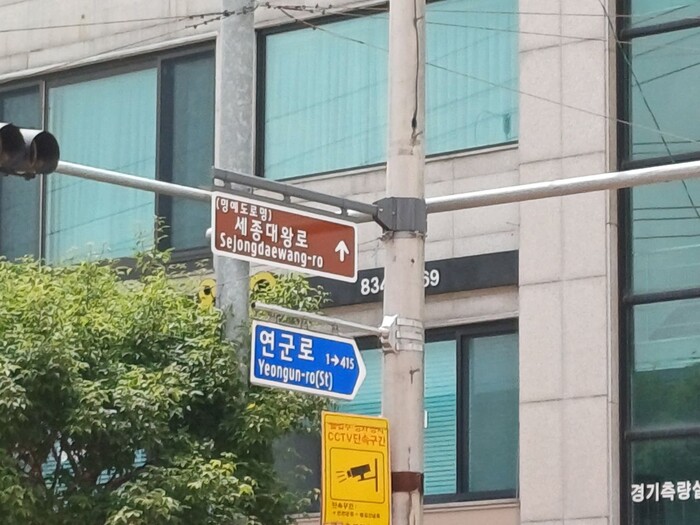 (명예도로명)
세종대왕로
Sejongdaewang-ro
연군로 1→415
Yeongun-ro(St)
CCTV단속구간
경기측량설